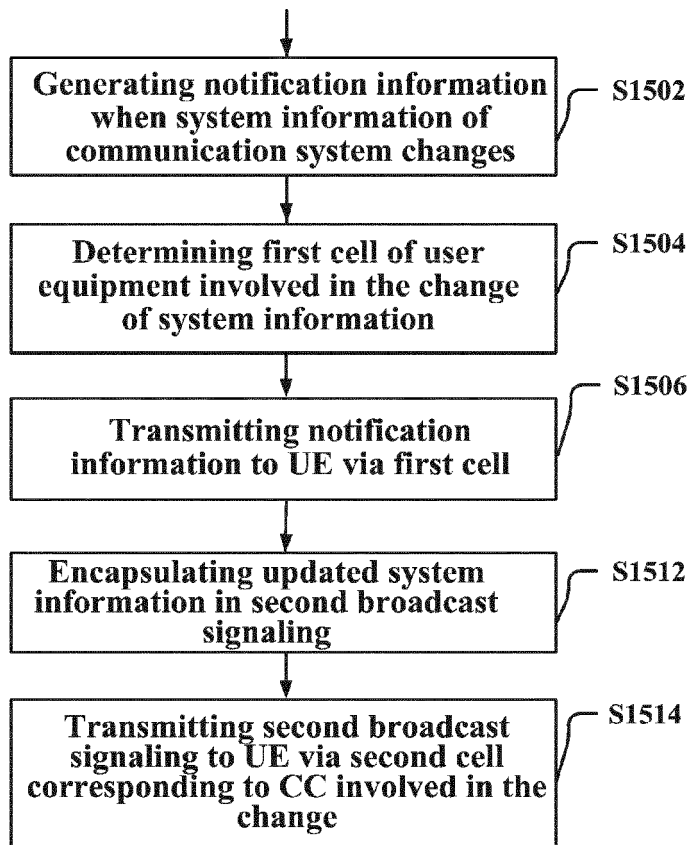 Generating notification information
when system information of
communication system changes
S1502
Determining first cell of user
equipment involved in the change
of system information
S1504
Transmitting notification
information to UE via first cell
S1506
Encapsulating updated system
information in second broadcast
signaling
S1512
Transmitting second broadcast
signaling to UE via second cell
corresponding to CC involved in the
change
S1514